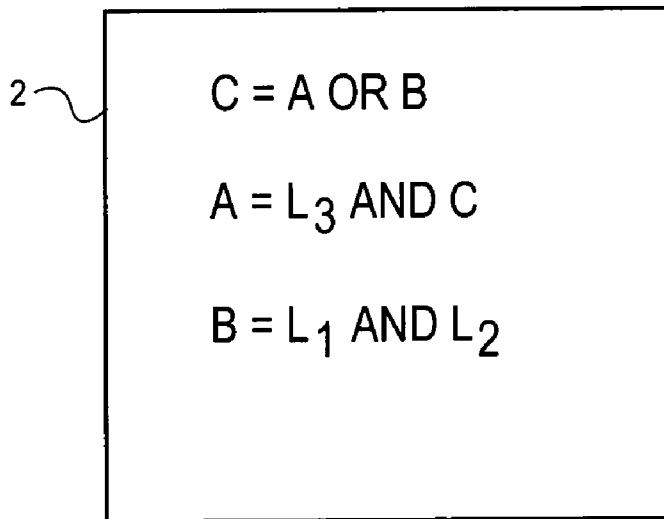 2
C = A OR B
A = L₃ AND C
B = L₁ AND L₂